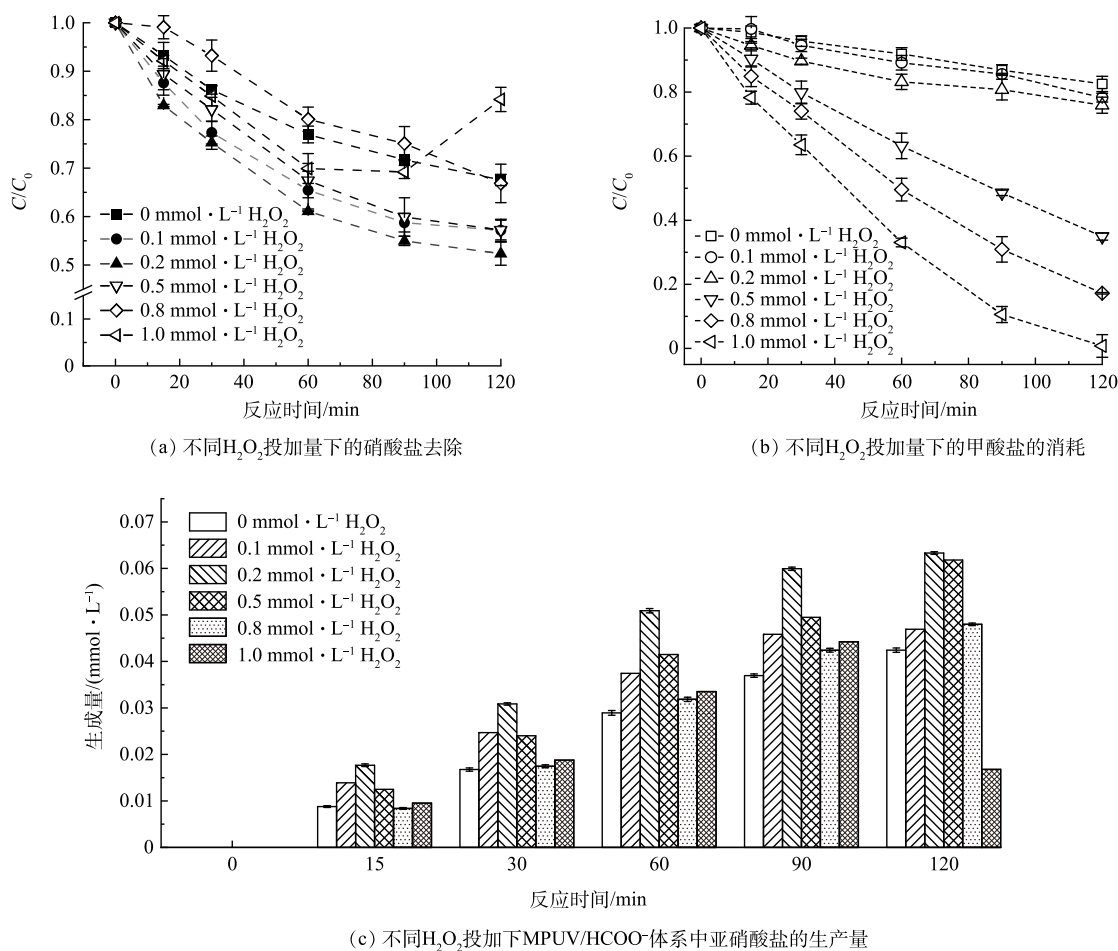 1.0
0.9
0.8
0.7
0.6
0.5
0.1
0
C/C₀
0 mmol·L⁻¹ H₂O₂
0.1 mmol·L⁻¹ H₂O₂
0.2 mmol·L⁻¹ H₂O₂
0.5 mmol·L⁻¹ H₂O₂
0.8 mmol·L⁻¹ H₂O₂
1.0 mmol·L⁻¹ H₂O₂
0 20 40 60 80 100 120
反应时间/min
(a) 不同H₂O₂投加量下的硝酸盐去除
1.0
0.8
0.6
0.4
0.2
0
C/C₀
0 mmol·L⁻¹ H₂O₂
0.1 mmol·L⁻¹ H₂O₂
0.2 mmol·L⁻¹ H₂O₂
0.5 mmol·L⁻¹ H₂O₂
0.8 mmol·L⁻¹ H₂O₂
1.0 mmol·L⁻¹ H₂O₂
0 20 40 60 80 100 120
反应时间/min
(b) 不同H₂O₂投加量下的甲酸盐的消耗
0.07
0.06
0.05
0.04
0.03
0.02
0.01
0
生成量/(mmol·L⁻¹)
0 mmol·L⁻¹ H₂O₂
0.1 mmol·L⁻¹ H₂O₂
0.2 mmol·L⁻¹ H₂O₂
0.5 mmol·L⁻¹ H₂O₂
0.8 mmol·L⁻¹ H₂O₂
1.0 mmol·L⁻¹ H₂O₂
0 15 30 60 90 120
反应时间/min
(c) 不同H₂O₂投加下MPUV/HCOO⁻体系中亚硝酸盐的生产量